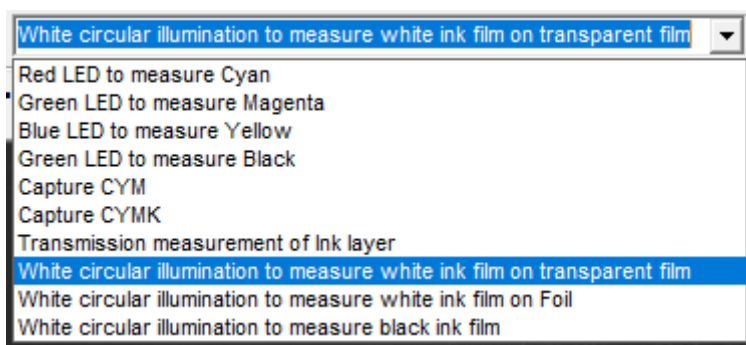 White circular illumination to measure white ink film on transparent film
Red LED to measure Cyan
Green LED to measure Magenta
Blue LED to measure Yellow
Green LED to measure Black
Capture CYM
Capture CYMK
Transmission measurement of Ink layer
White circular illumination to measure white ink film on transparent film
White circular illumination to measure white ink film on Foil
White circular illumination to measure black ink film